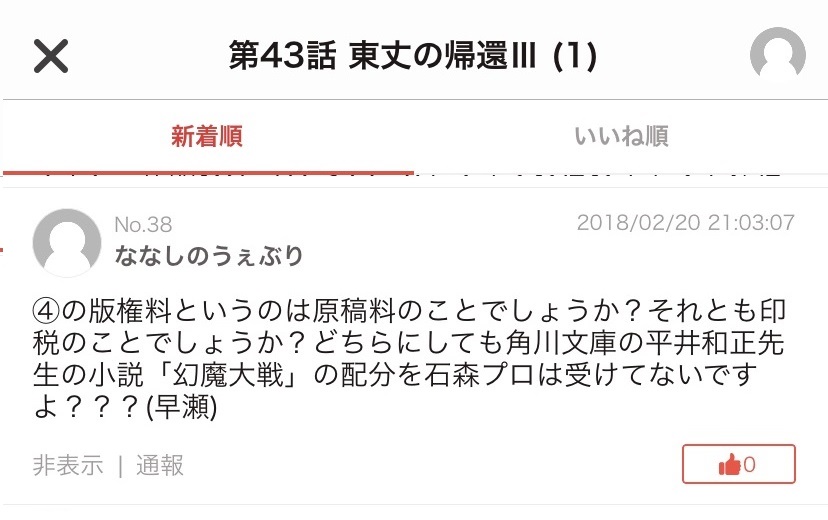 第43話 東丈の帰還Ⅲ (1)
新着順
いいね順
No.38
2018/02/20 21:03:07
ななしのうぇぶり
④の版権料というのは原稿料のことでしょうか？それとも印
税のことでしょうか？どちらにしても角川文庫の平井和正先
生の小説「幻魔大戦」の配分を石森プロは受けてないです
よ？？？(早瀬)
非表示 | 通報
0